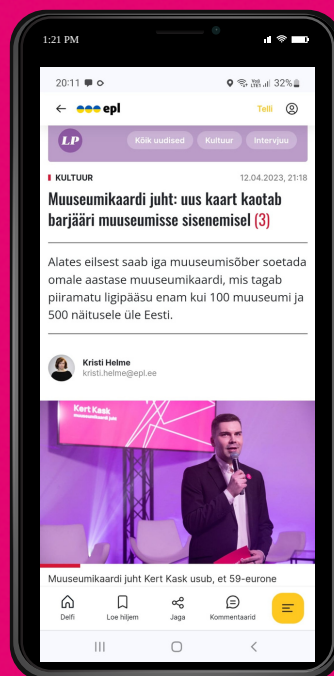 1:21 PM
20:11 32%
epl Telli
LP Kõik uudised Kultuur Intervjuu
KULTUUR 12.04.2023, 21:18
Muuseumikaardi juht: uus kaart kaotab
barjääri muuseumisse sisenemisel (3)
Alates eilsest saab iga muuseumisõber soetada
omale aastase muuseumikaardi, mis tagab
piiramatu ligipääsu enam kui 100 muuseumi ja
500 näitusele üle Eesti.
Kristi Helme
kristi.helme@epl.ee
Kert Kask
Muuseumikaardi juht Kert Kask usub, et 59-eurone
Delfi Loe hiljem Jaga Kommentaarid